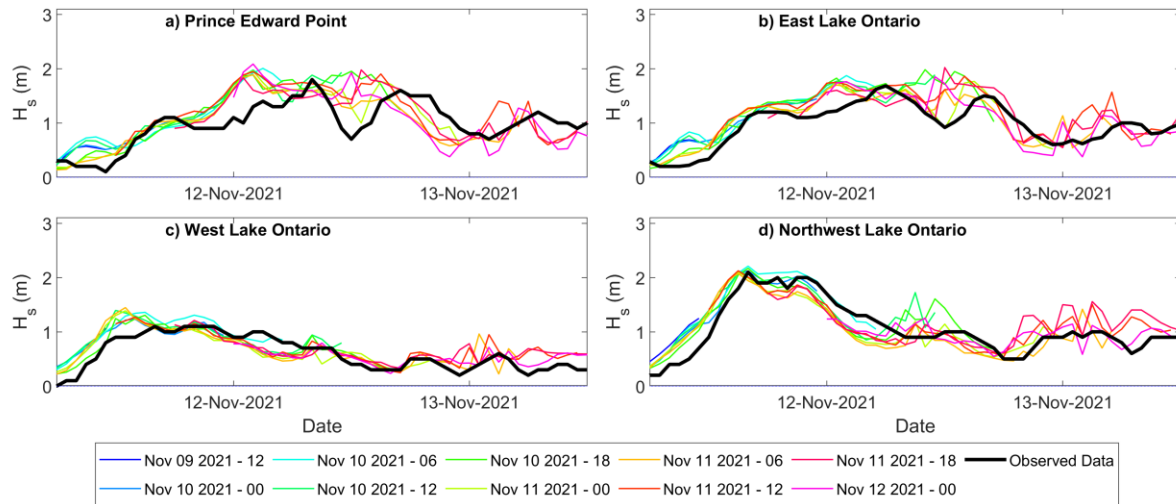 a) Prince Edward Point
b) East Lake Ontario
3
2
1
0
H_s (m)
12-Nov-2021
13-Nov-2021
3
2
1
0
H_s (m)
12-Nov-2021
13-Nov-2021
c) West Lake Ontario
d) Northwest Lake Ontario
3
2
1
0
H_s (m)
12-Nov-2021
13-Nov-2021
Date
3
2
1
0
H_s (m)
12-Nov-2021
13-Nov-2021
Date
Nov 09 2021 - 12 Nov 10 2021 - 06 Nov 10 2021 - 18 Nov 11 2021 - 06 Nov 11 2021 - 18 Observed Data
Nov 10 2021 - 00 Nov 10 2021 - 12 Nov 11 2021 - 00 Nov 11 2021 - 12 Nov 12 2021 - 00